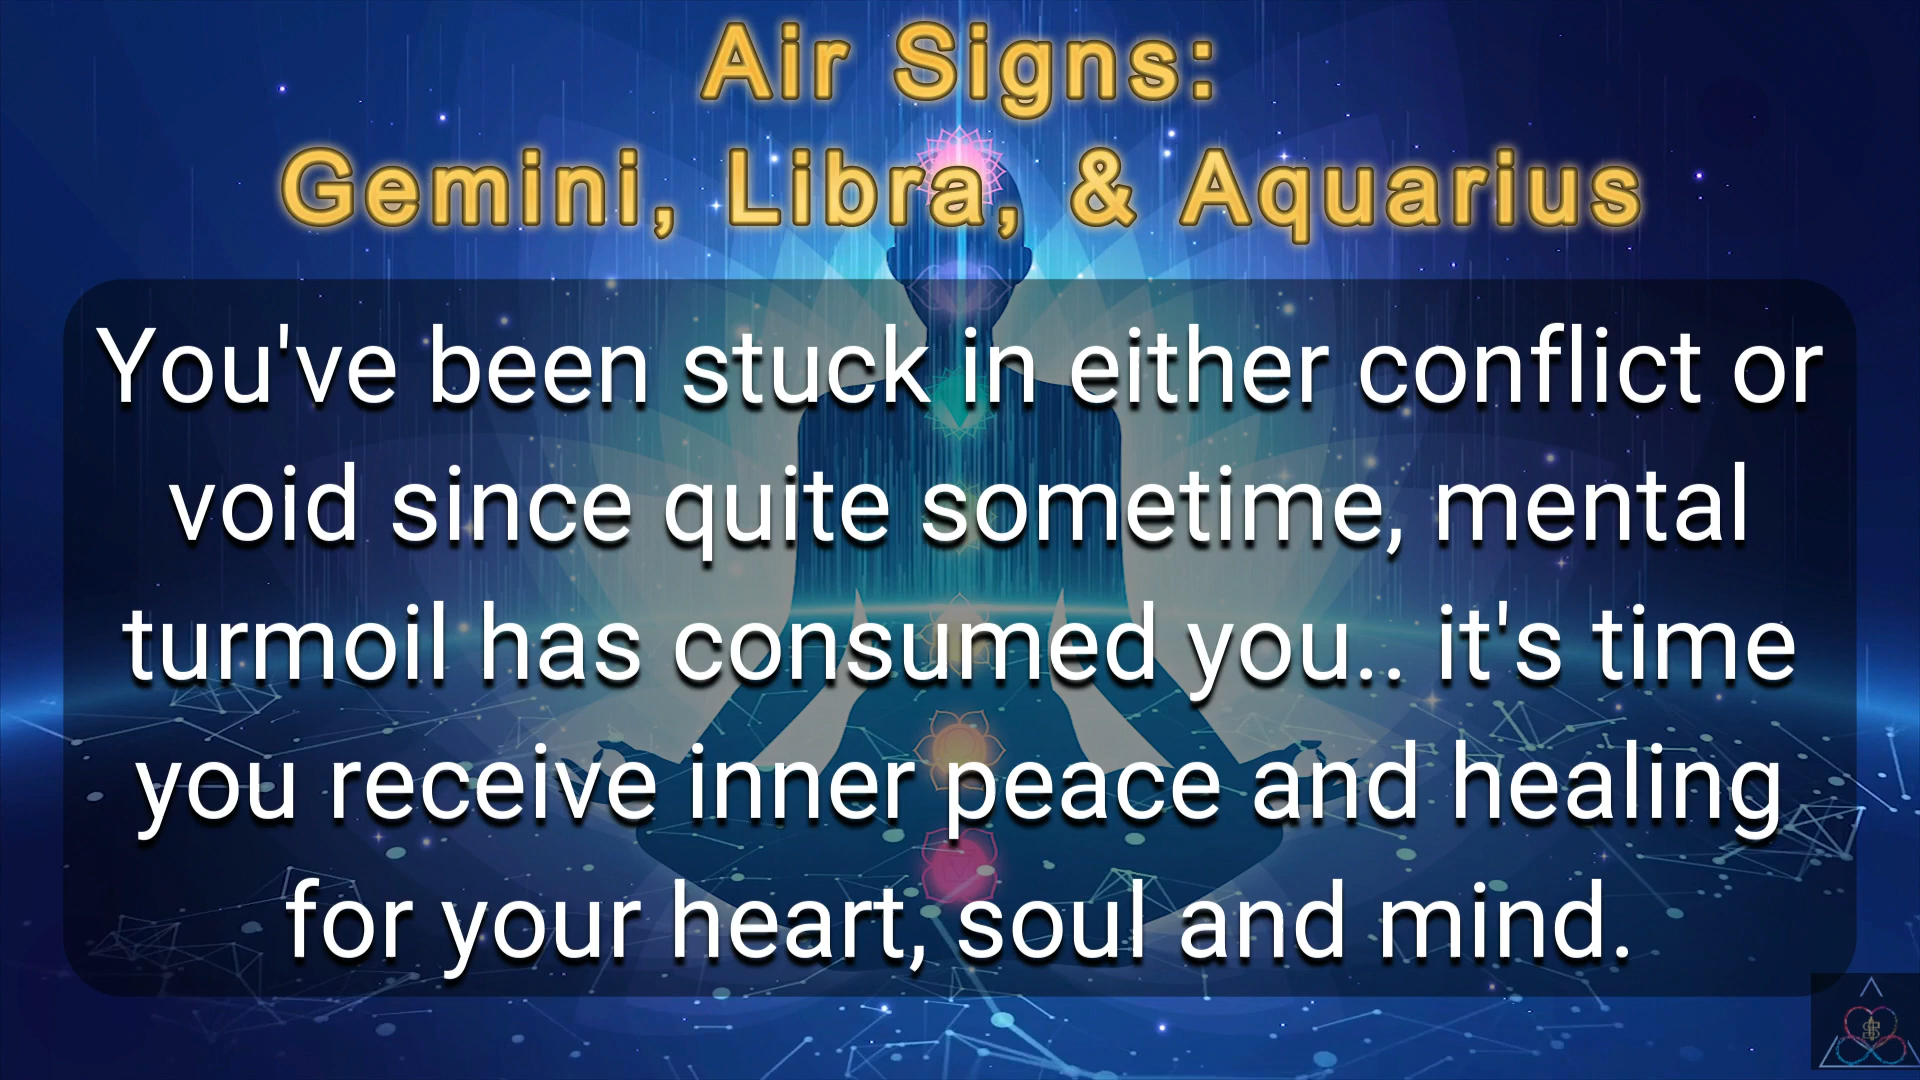 Air Signs:
Gemini, Libra, & Aquarius
You've been stuck in either conflict or
void since quite sometime, mental
turmoil has consumed you.. it's time
you receive inner peace and healing
for your heart, soul and mind.